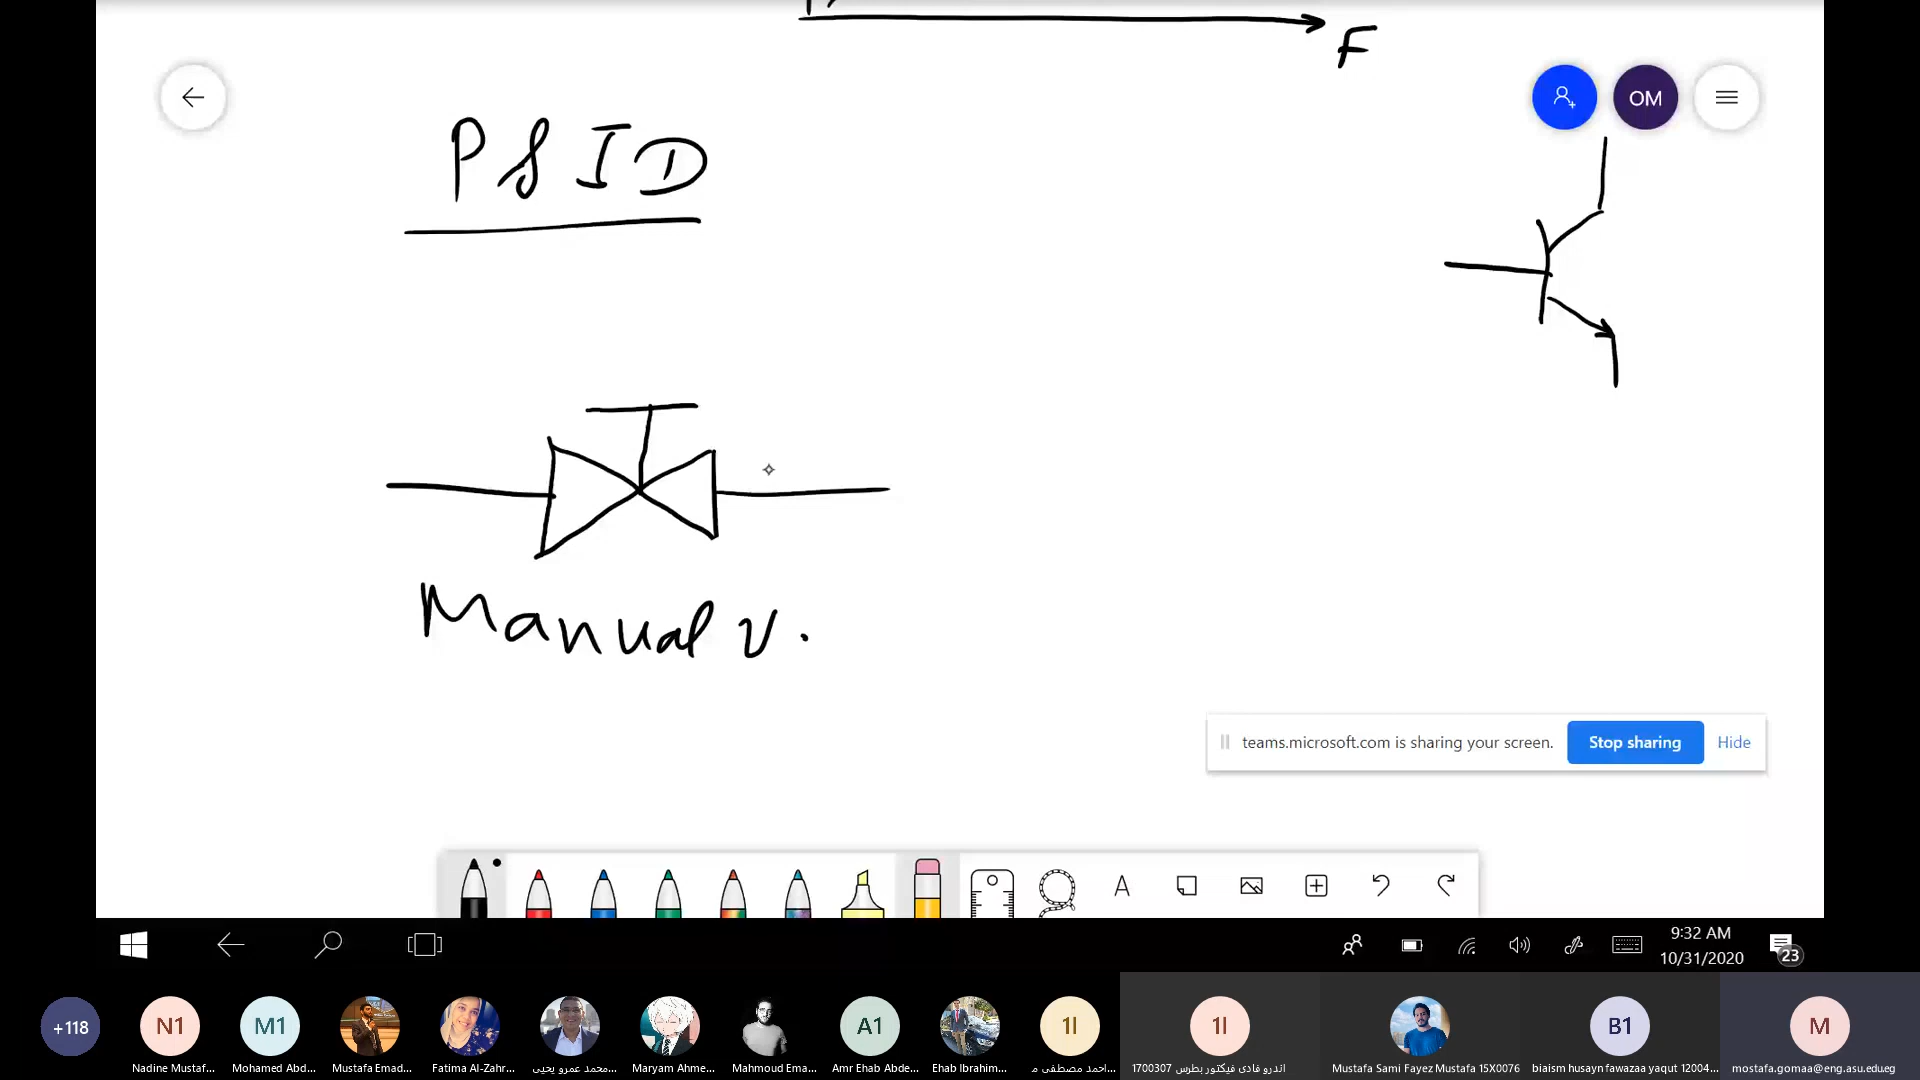 F
OM
P & I D
Manual v.
teams.microsoft.com is sharing your screen.
Stop sharing
Hide
A
9:32 AM
10/31/2020
23
+118
N1
M1
A1
1I
1I
B1
M
Nadine Mustaf...
Mohamed Abd...
Mustafa Emad...
Fatima Al-Zahr...
محمد عمرو يحيى...
Maryam Ahme...
Mahmoud Ema...
Amr Ehab Abde...
Ehab Ibrahim...
احمد مصطفى م...
1700307 اندرو فادى فيكتور بطرس
Mustafa Sami Fayez Mustafa 15X0076
biaism husayn fawazaa yaqut 12004...
mostafa.gomaa@eng.asu.edu.eg